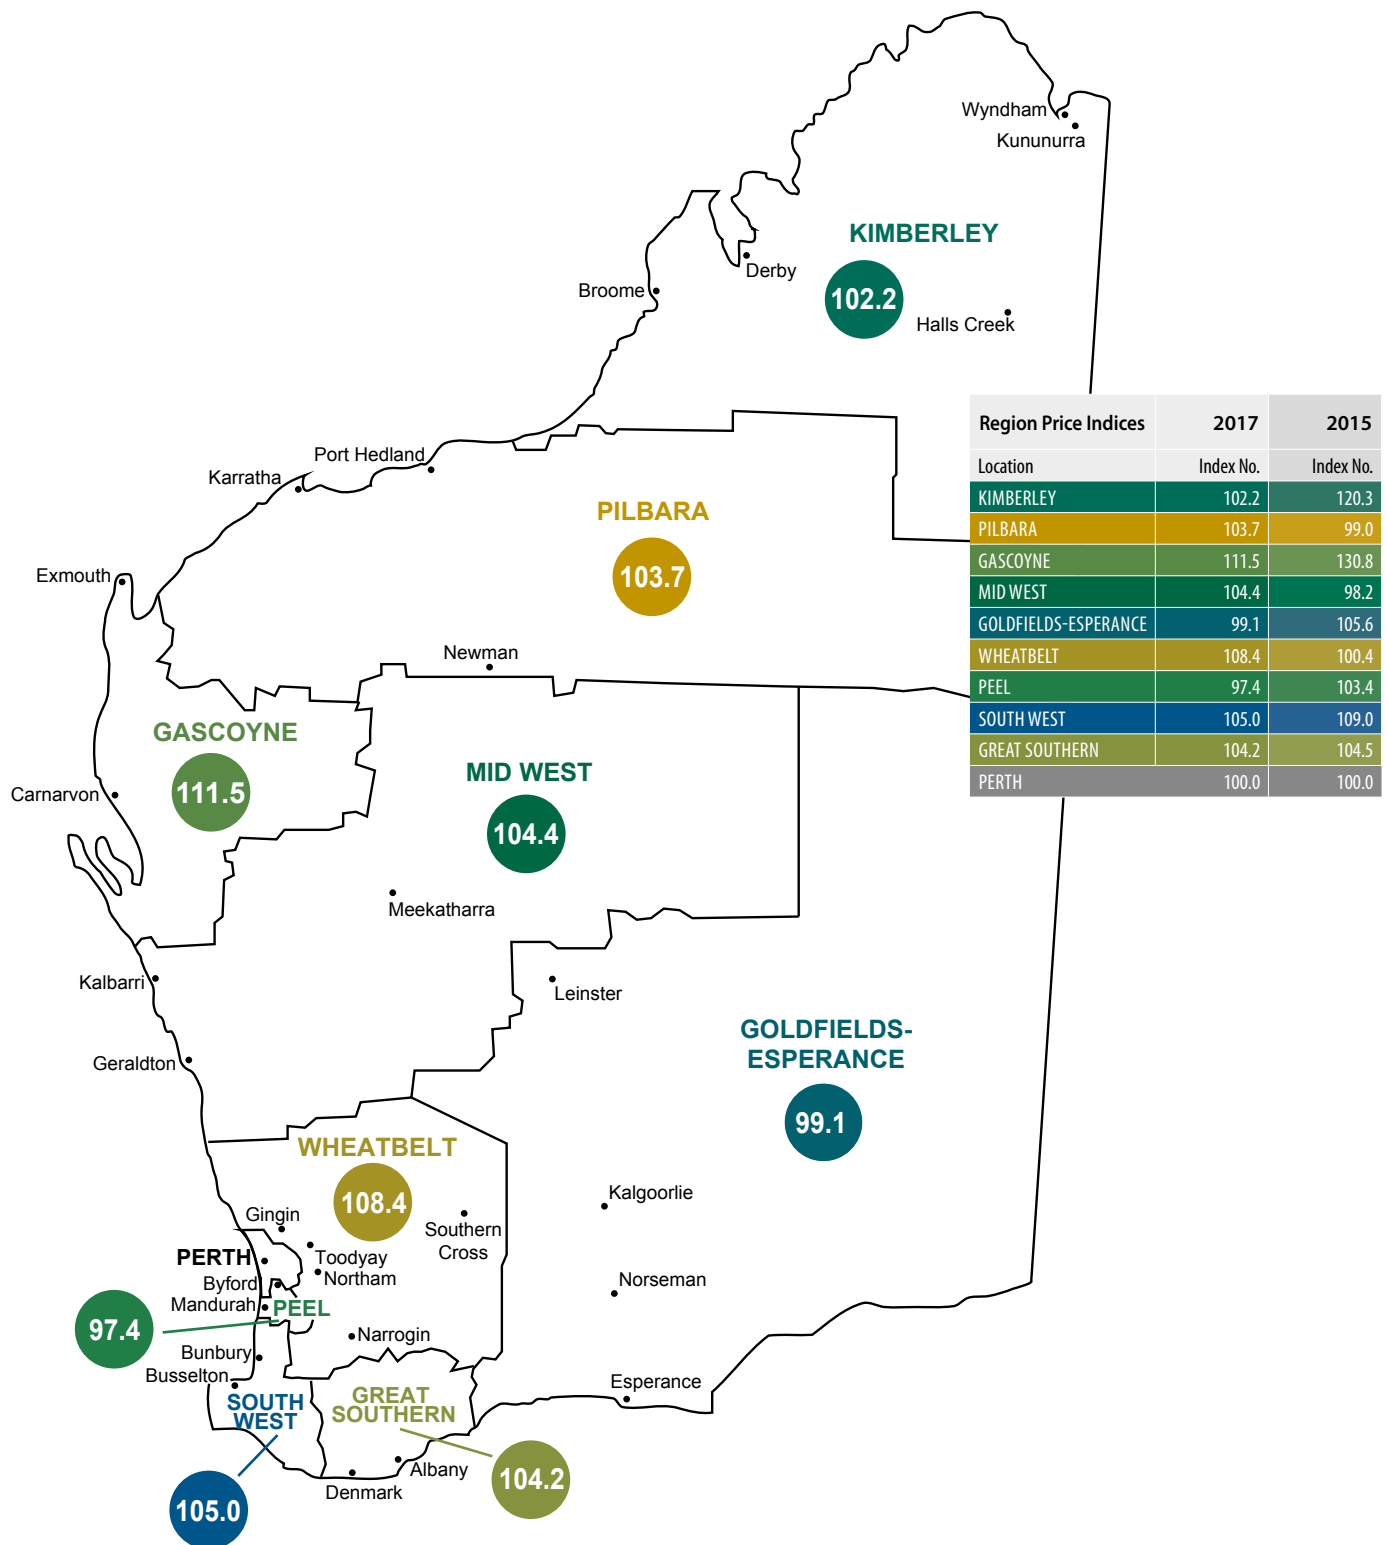 Wyndham
Kununurra
KIMBERLEY
Derby
Broome
102.2
Halls Creek
Region Price Indices 2017 2015
Location Index No. Index No.
KIMBERLEY 102.2 120.3
PILBARA 103.7 99.0
GASCOYNE 111.5 130.8
MID WEST 104.4 98.2
GOLDFIELDS-ESPERANCE 99.1 105.6
WHEATBELT 108.4 100.4
PEEL 97.4 103.4
SOUTH WEST 105.0 109.0
GREAT SOUTHERN 104.2 104.5
PERTH 100.0 100.0
Port Hedland
Karratha
PILBARA
103.7
Exmouth
Newman
GASCOYNE
111.5
Carnarvon
MID WEST
104.4
Meekatharra
Kalbarri
Leinster
GOLDFIELDS-
ESPERANCE
99.1
Geraldton
WHEATBELT
108.4
Kalgoorlie
Gingin
Southern
Cross
PERTH
Toodyay
Northam
Byford
Mandurah
PEEL
97.4
Norseman
Narrogin
Bunbury
Busselton
Esperance
SOUTH
WEST
105.0
GREAT
SOUTHERN
104.2
Albany
Denmark